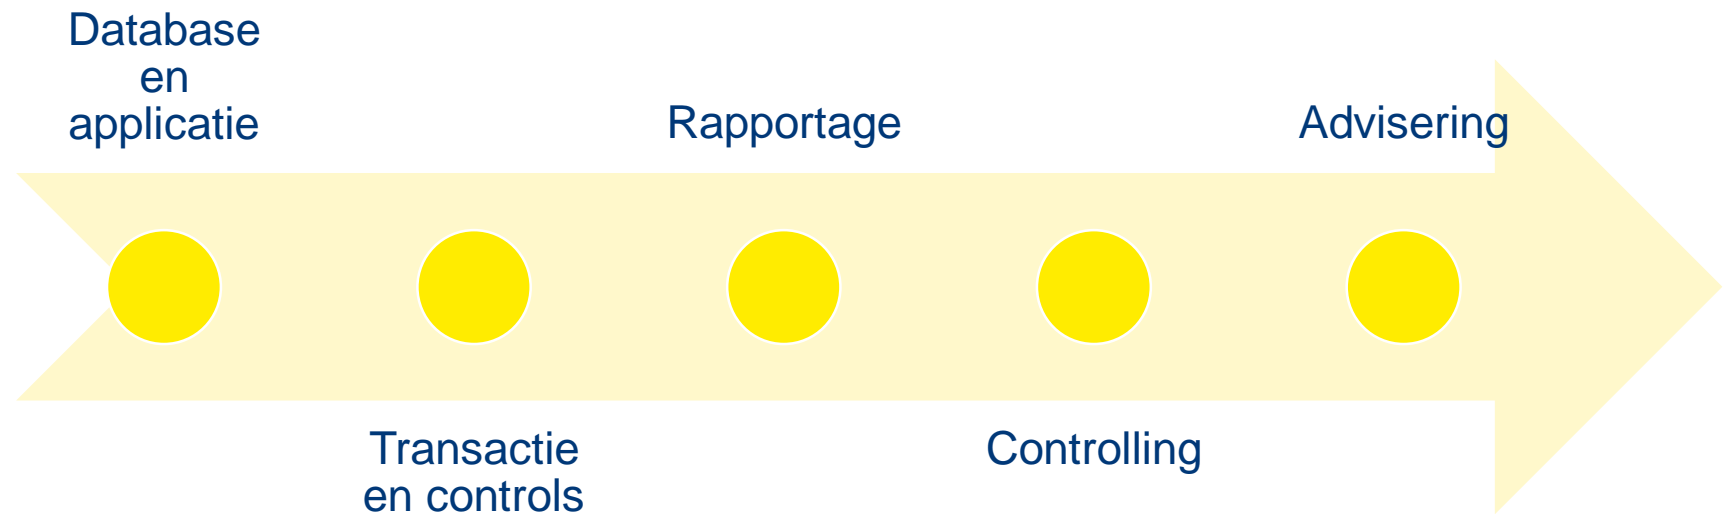 Database
en
applicatie
Transactie
en controls
Rapportage
Controlling
Advisering